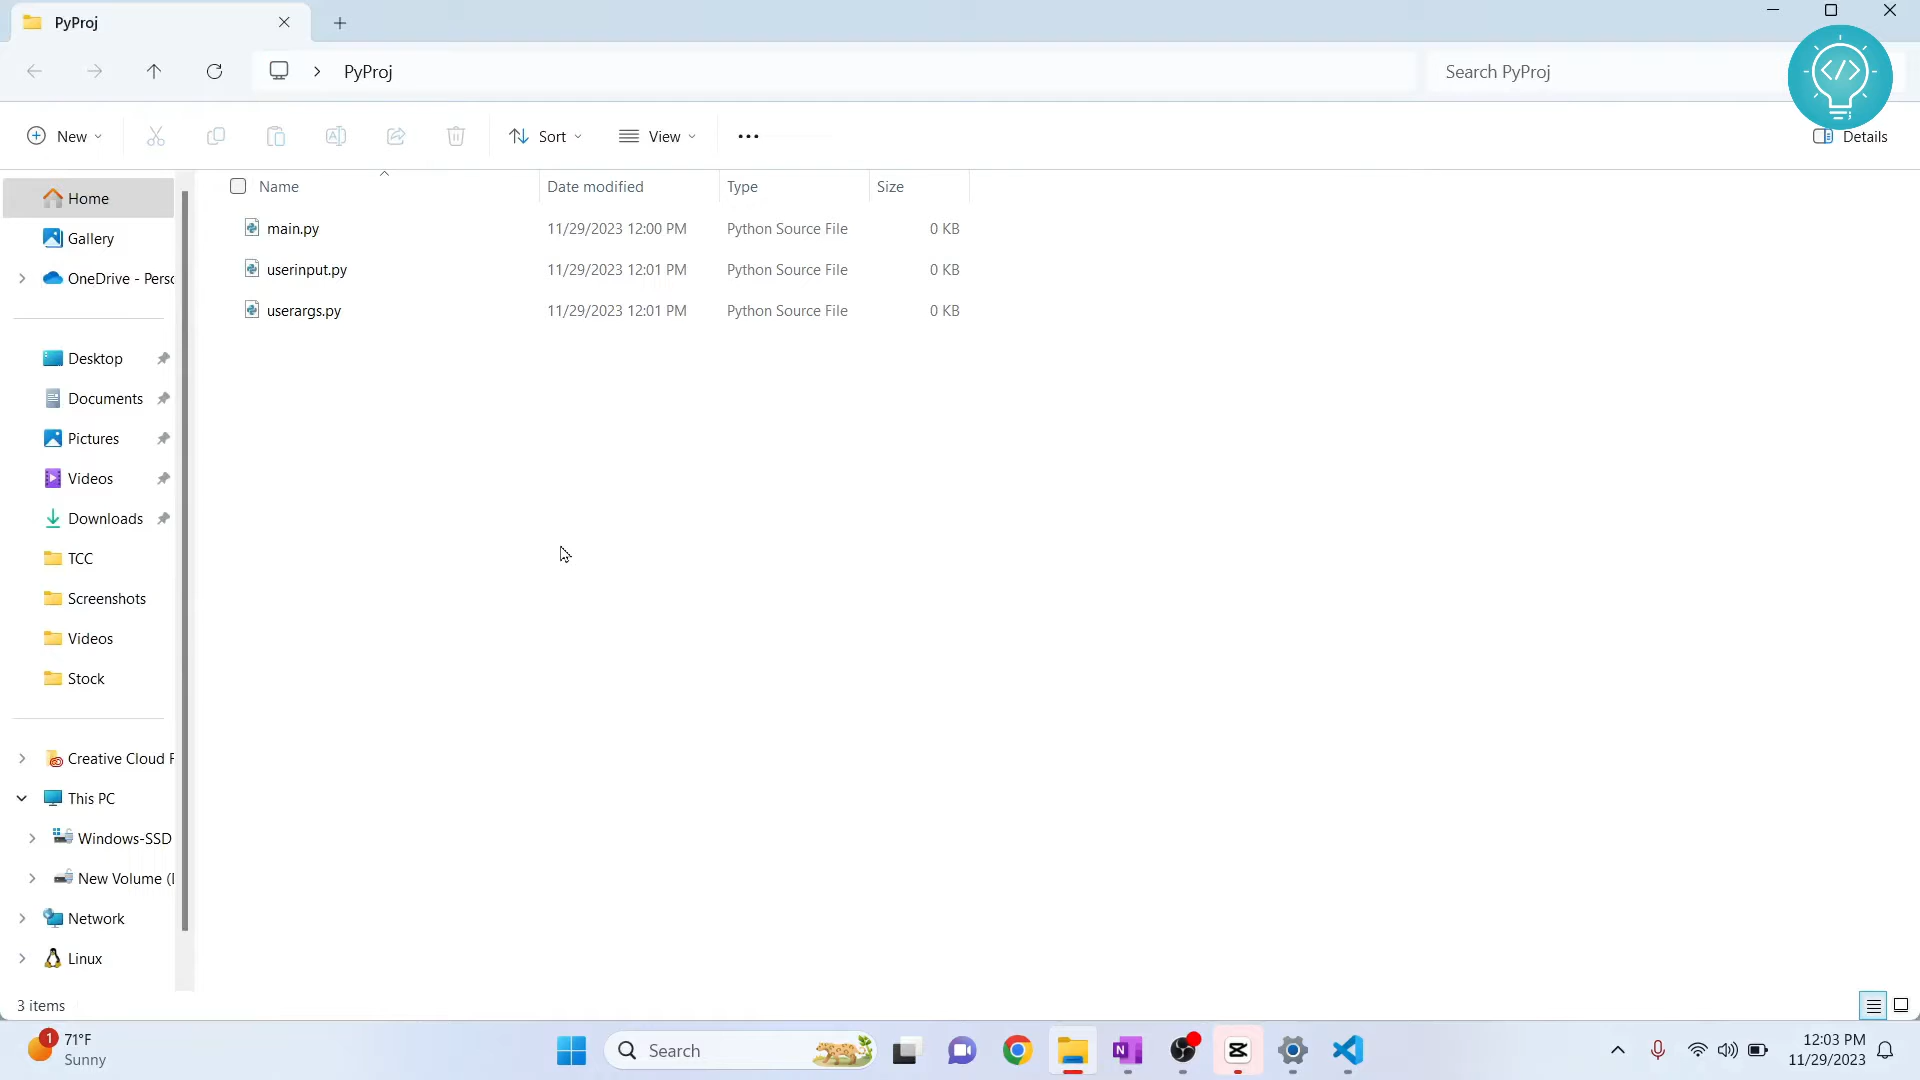 PyProj
PyProj
Search PyProj
New
Sort
View
Details
Name
Date modified
Type
Size
main.py
11/29/2023 12:00 PM
Python Source File
0 KB
userinput.py
11/29/2023 12:01 PM
Python Source File
0 KB
userargs.py
11/29/2023 12:01 PM
Python Source File
0 KB
Home
Gallery
OneDrive - Perso
Desktop
Documents
Pictures
Videos
Downloads
TCC
Screenshots
Videos
Stock
Creative Cloud F
This PC
Windows-SSD
New Volume (
Network
Linux
3 items
1
71°F
Sunny
Search
12:03 PM
11/29/2023